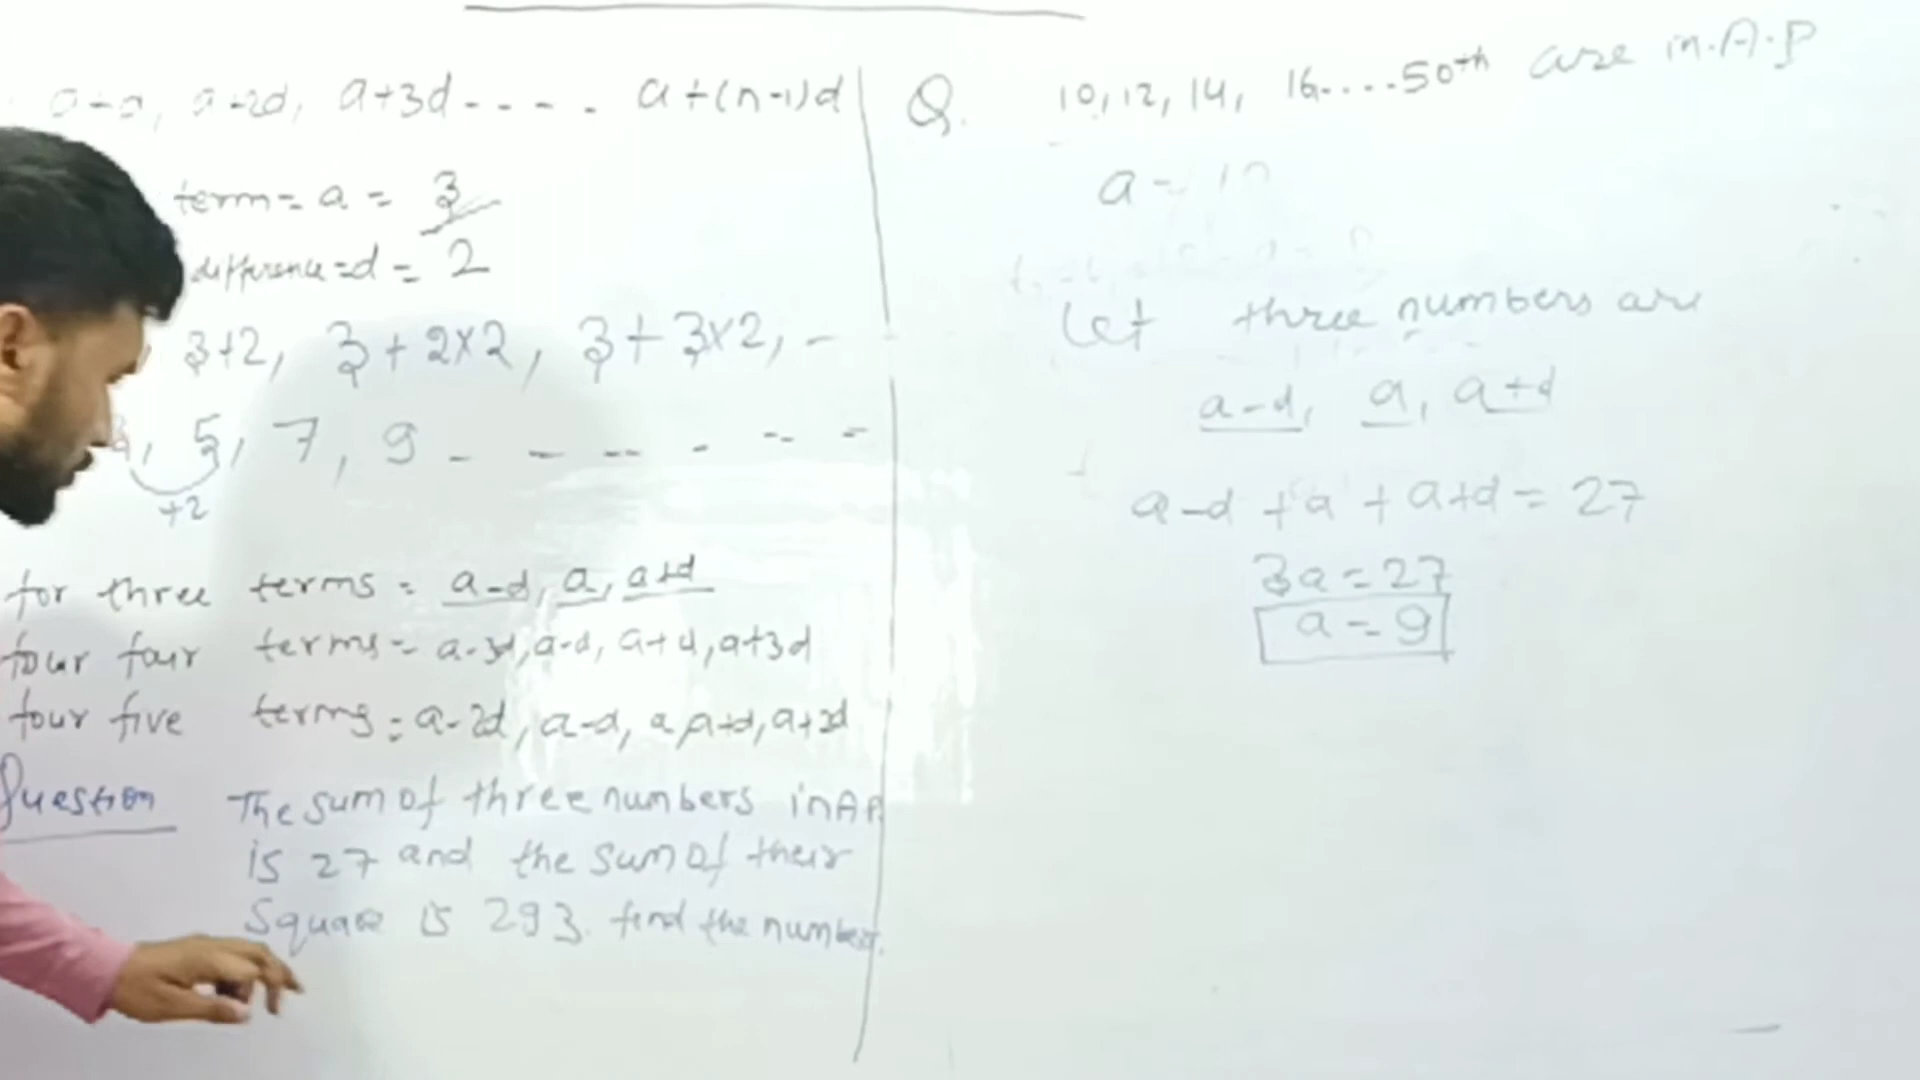 a+2d, a+3d----. a+(n-1)d
term= a = 3
difference=d = 2
3+2, 3+2×2, 3+3×2, -
5, 7, 9 - - - - - -
+2
for three terms = a-d, a, a+d
four four terms = a-3d, a-d, a+d, a+3d
four five terms = a-2d, a-d, a, a+d, a+2d
Question The sum of three numbers in AP.
is 27 and the sum of their
Square is 293. find the number.
Q. 10, 12, 14, 16....50th are in A.P
a = 10
Let three numbers are
a-d, a, a+d
a-d + a + a+d = 27
3a = 27
a = 9